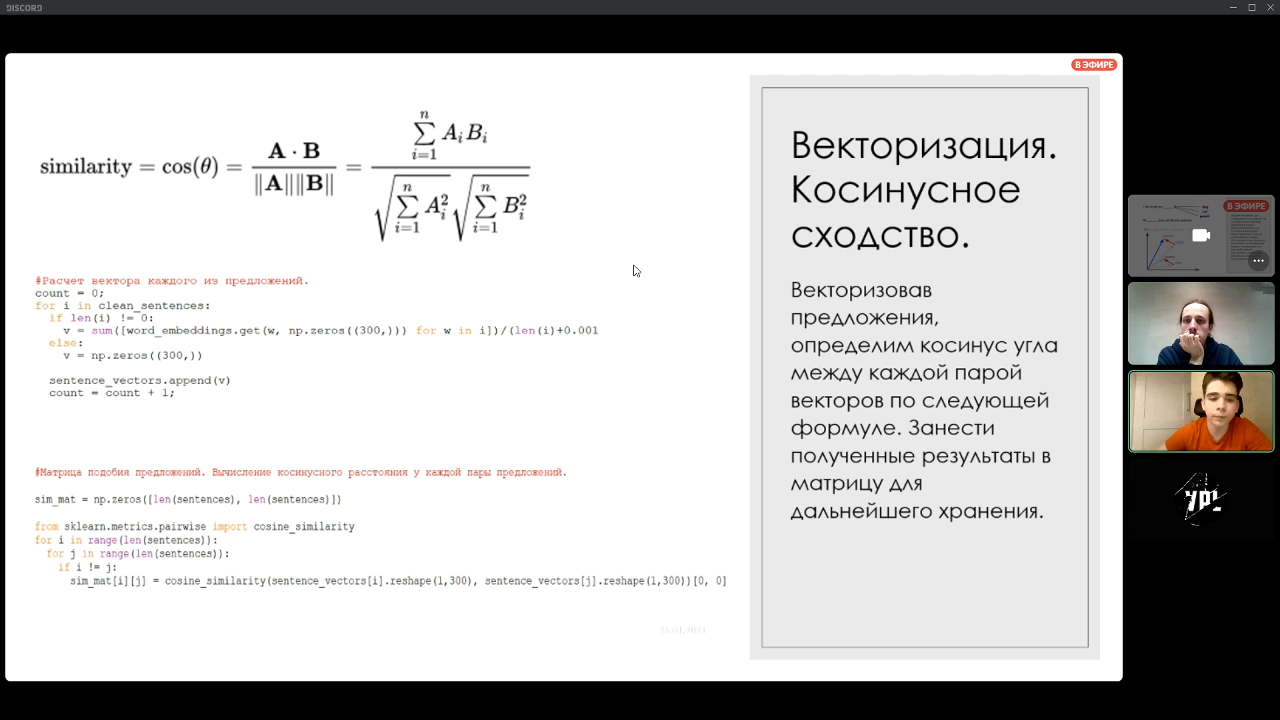 DISCORD
В ЭФИРЕ
similarity = cos(θ) = A · B / ‖A‖‖B‖ = n ∑ i=1 A_i B_i / √ n ∑ i=1 A_i^2 √ n ∑ i=1 B_i^2
#Расчет вектора каждого из предложений.
count = 0;
for i in clean_sentences:
if len(i) != 0:
v = sum([word_embeddings.get(w, np.zeros((300,))) for w in i])/(len(i)+0.001
else:
v = np.zeros((300,))
sentence_vectors.append(v)
count = count + 1;
#Матрица подобия предложений. Вычисление косинусного расстояния у каждой пары предложений.
sim_mat = np.zeros([len(sentences), len(sentences)])
from sklearn.metrics.pairwise import cosine_similarity
for i in range(len(sentences)):
for j in range(len(sentences)):
if i != j:
sim_mat[i][j] = cosine_similarity(sentence_vectors[i].reshape(1,300), sentence_vectors[j].reshape(1,300))[0, 0]
Векторизация.
Косинусное
сходство.
Векторизовав
предложения,
определим косинус угла
между каждой парой
векторов по следующей
формуле. Занести
полученные результаты в
матрицу для
дальнейшего хранения.
В ЭФИРЕ
УРЦ